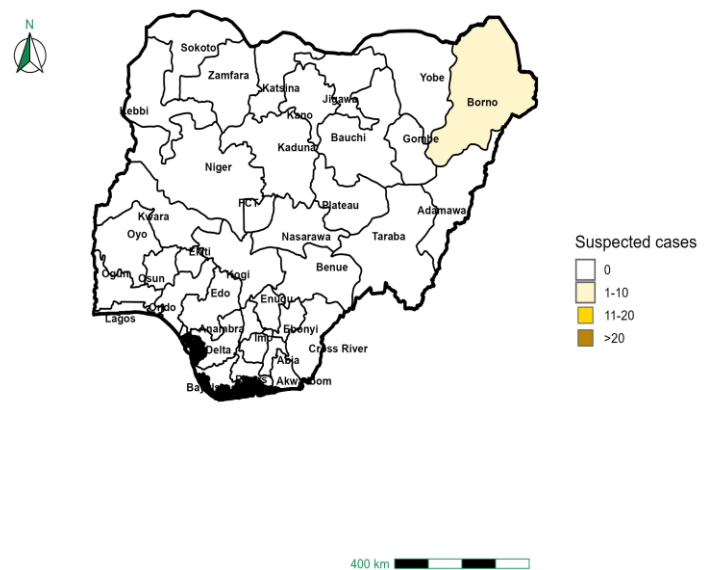 N
Sokoto
Zamfara
Katsina
Jigawa
Yobe
Borno
Kebbi
Kano
Kaduna
Bauchi
Gombe
Niger
FCT
Plateau
Adamawa
Kwara
Oyo
Nasarawa
Taraba
Ekiti
Ogun
Osun
Kogi
Benue
Edo
Enugu
Ondo
Lagos
Anambra
Ebonyi
Imo
Delta
Cross River
Abia
Rivers
Akwa Ibom
Suspected cases
0
1-10
11-20
>20
400 km